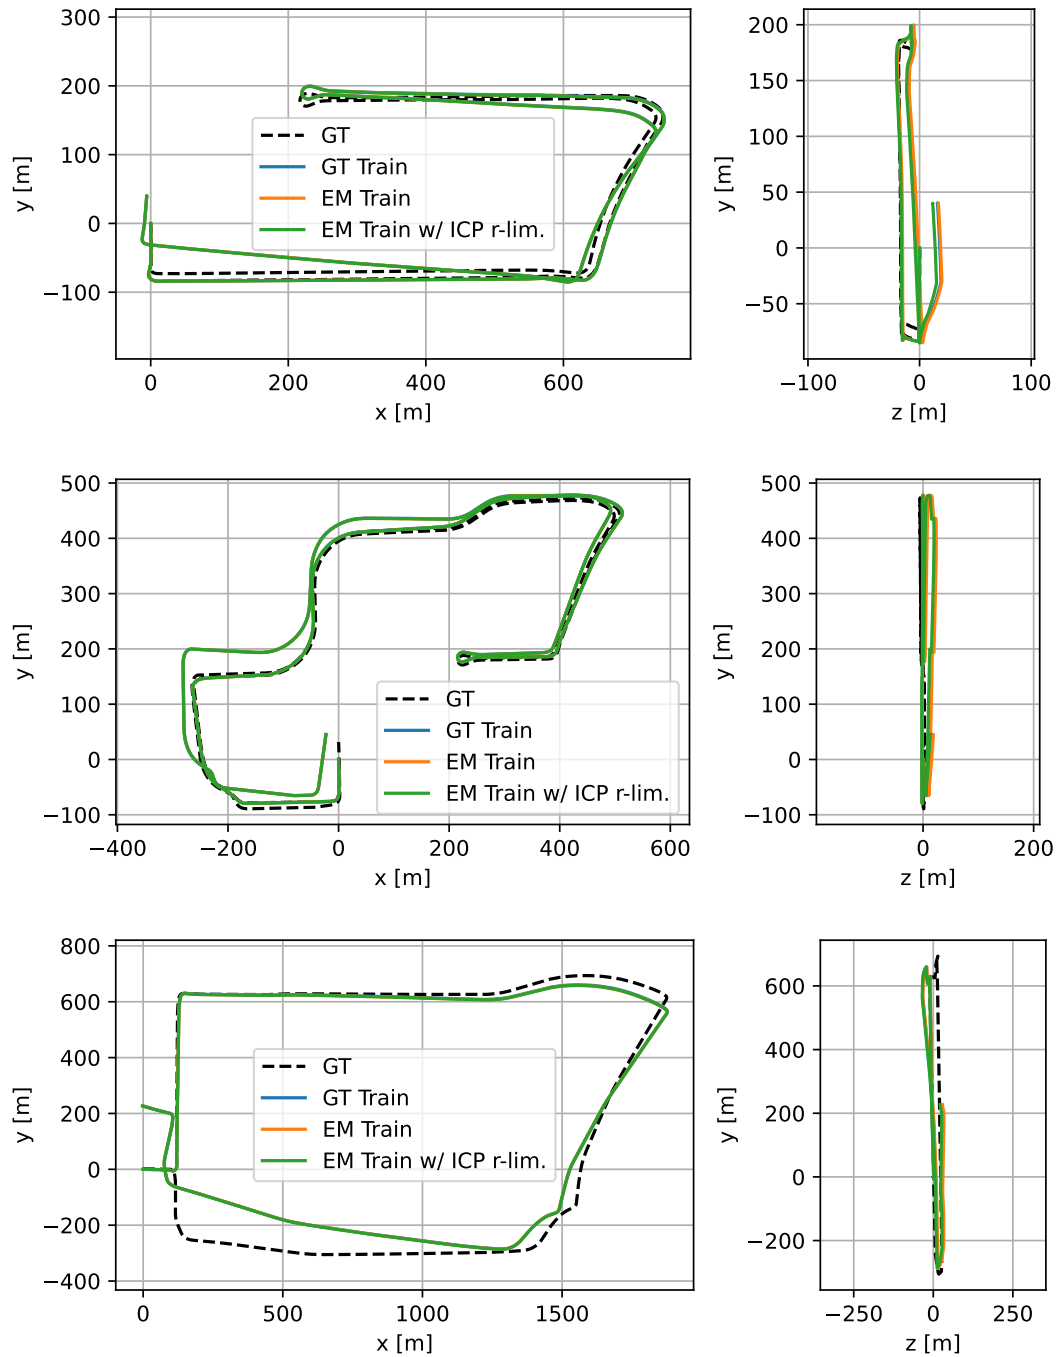 300
200
100
0
−100
y [m]
0 200 400 600
x [m]
GT
GT Train
EM Train
EM Train w/ ICP r-lim.
200
150
100
50
0
−50
y [m]
−100 0 100
z [m]
500
400
300
200
100
0
−100
y [m]
−400 −200 0 200 400 600
x [m]
GT
GT Train
EM Train
EM Train w/ ICP r-lim.
500
400
300
200
100
0
−100
y [m]
0 200
z [m]
800
600
400
200
0
−200
−400
y [m]
0 500 1000 1500
x [m]
GT
GT Train
EM Train
EM Train w/ ICP r-lim.
600
400
200
0
−200
y [m]
−250 0 250
z [m]